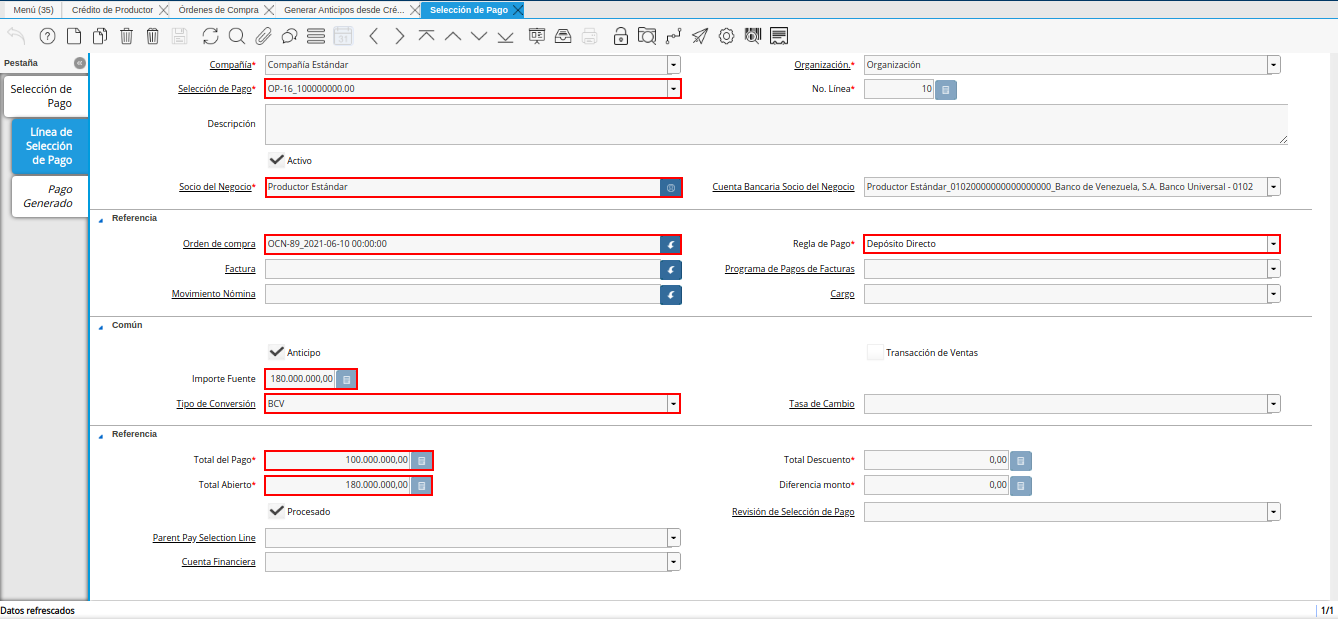 Menú (35) Crédito de Productor Órdenes de Compra Generar Anticipos desde Cré... Selección de Pago
31
Pestaña
Selección de
Pago
Línea de
Selección
de Pago
Pago
Generado
Compañía* Compañía Estándar Organización.* Organización
Selección de Pago* OP-16_100000000.00 No. Línea* 10
Descripción
Activo
Socio del Negocio* Productor Estándar Cuenta Bancaria Socio del Negocio Productor Estándar_01020000000000000000_Banco de Venezuela, S.A. Banco Universal - 0102
Referencia
Orden de compra OCN-89_2021-06-10 00:00:00 Regla de Pago* Depósito Directo
Factura Programa de Pagos de Facturas
Movimiento Nómina Cargo
Común
Anticipo Transacción de Ventas
Importe Fuente 180.000.000,00
Tipo de Conversión BCV Tasa de Cambio
Referencia
Total del Pago* 100.000.000,00 Total Descuento* 0,00
Total Abierto* 180.000.000,00 Diferencia monto* 0,00
Procesado Revisión de Selección de Pago
Parent Pay Selection Line
Cuenta Financiera
Datos refrescados 1/1